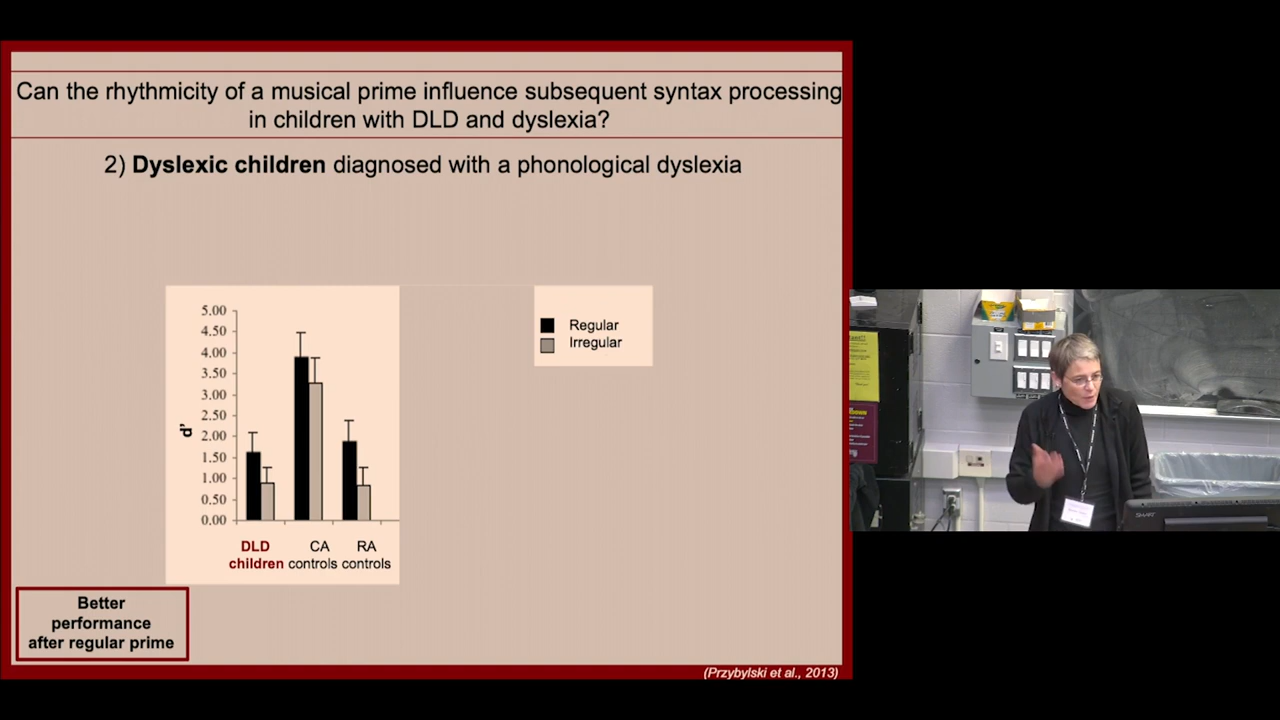 Can the rhythmicity of a musical prime influence subsequent syntax processing
in children with DLD and dyslexia?
2) Dyslexic children diagnosed with a phonological dyslexia
5.00
4.50
4.00
3.50
3.00
2.50
2.00
1.50
1.00
0.50
0.00
d'
DLD children
CA controls
RA controls
Regular
Irregular
Better
performance
after regular prime
(Przybylski et al., 2013)
SMART